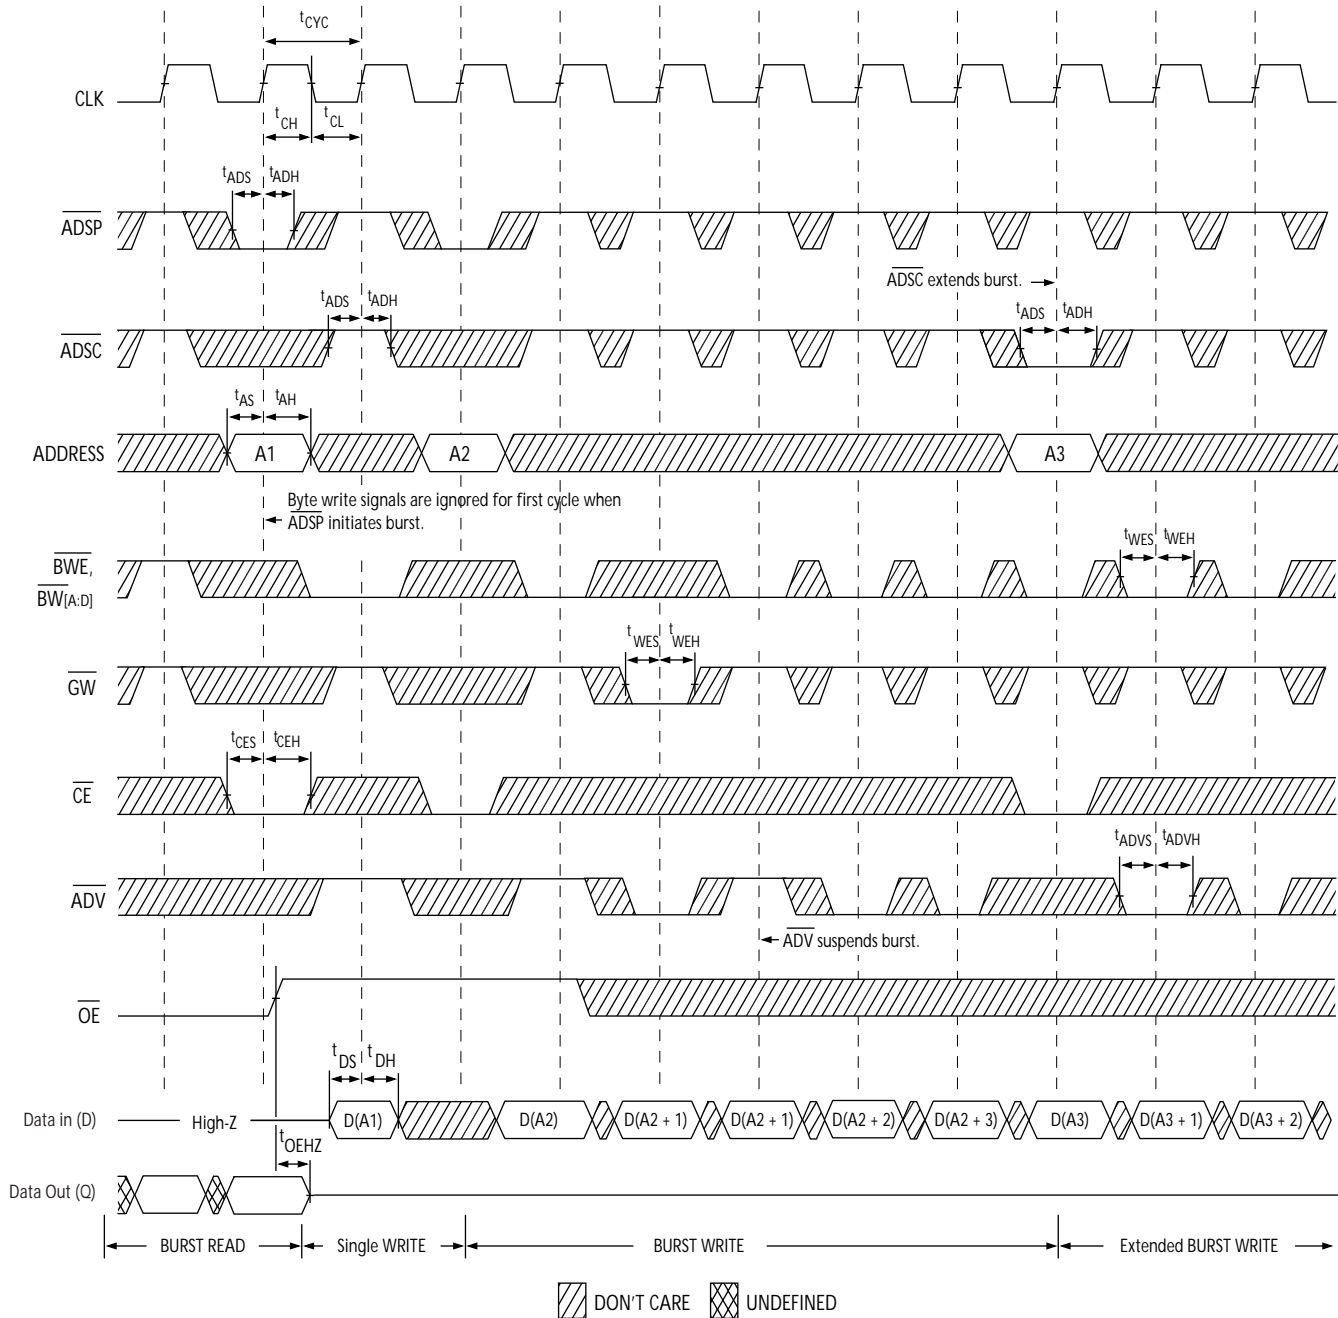 tCYC
CLK
tCH
tCL
tADS
tADH
ADSP
ADSC extends burst.
tADS
tADH
tADS
tADH
ADSC
tAS
tAH
ADDRESS
A1
A2
A3
Byte write signals are ignored for first cycle when
ADSP initiates burst.
tWES
tWEH
BWE,
BW[A:D]
tWES
tWEH
GW
tCES
tCEH
CE
tADVS
tADVH
ADV
ADV suspends burst.
OE
tDS
tDH
Data in (D)
High-Z
D(A1)
D(A2)
D(A2 + 1)
D(A2 + 1)
D(A2 + 2)
D(A2 + 3)
D(A3)
D(A3 + 1)
D(A3 + 2)
tOEHZ
Data Out (Q)
BURST READ
Single WRITE
BURST WRITE
Extended BURST WRITE
DON'T CARE
UNDEFINED